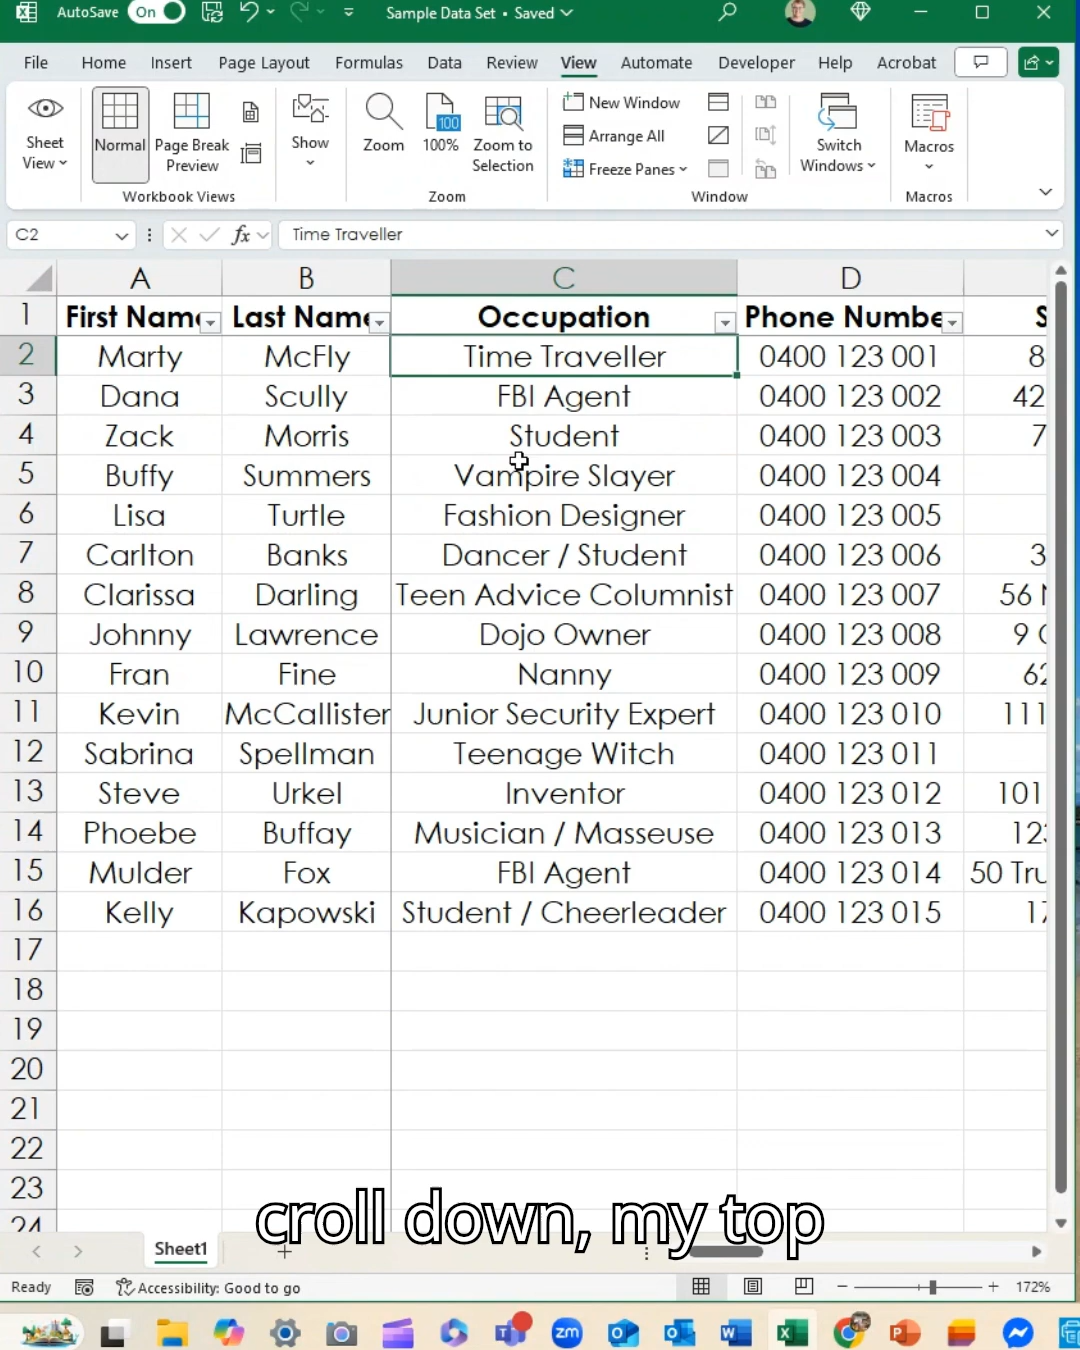 AutoSave On Sample Data Set • Saved
File Home Insert Page Layout Formulas Data Review View Automate Developer Help Acrobat
Sheet View
Normal
Page Break Preview
Workbook Views
Show
Zoom
100
100%
Zoom to Selection
Zoom
New Window
Arrange All
Freeze Panes
Switch Windows
Window
Macros
Macros
C2 fx Time Traveller
A B C D
1 First Name Last Name Occupation Phone Numbe S
2 Marty McFly Time Traveller 0400 123 001 8
3 Dana Scully FBI Agent 0400 123 002 42
4 Zack Morris Student 0400 123 003 7
5 Buffy Summers Vampire Slayer 0400 123 004
6 Lisa Turtle Fashion Designer 0400 123 005
7 Carlton Banks Dancer / Student 0400 123 006 3
8 Clarissa Darling Teen Advice Columnist 0400 123 007 56
9 Johnny Lawrence Dojo Owner 0400 123 008 9
10 Fran Fine Nanny 0400 123 009 62
11 Kevin McCallister Junior Security Expert 0400 123 010 111
12 Sabrina Spellman Teenage Witch 0400 123 011
13 Steve Urkel Inventor 0400 123 012 101
14 Phoebe Buffay Musician / Masseuse 0400 123 013 123
15 Mulder Fox FBI Agent 0400 123 014 50 Tru
16 Kelly Kapowski Student / Cheerleader 0400 123 015 17
17
18
19
20
21
22
23
24
croll down, my top
Sheet1
Ready Accessibility: Good to go 172%
zm